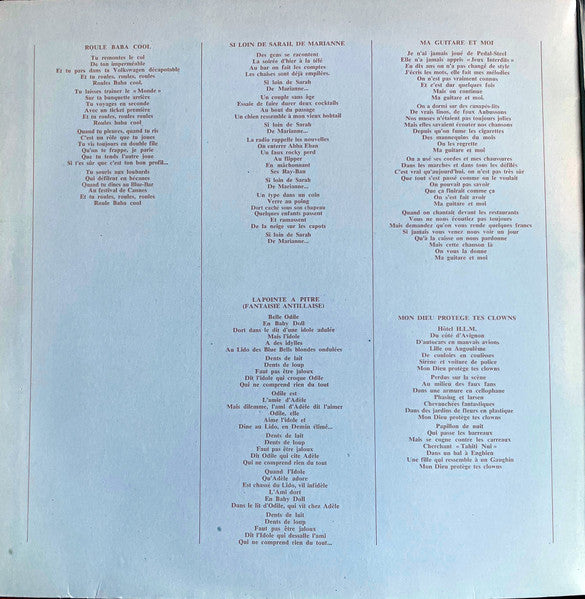 ROULE BABA COOL
Tu remontes le col
De ton imperméable
Et tu pars dans ta Volkswagen décapotable
Et tu roules, roules, roules
Roules Baba Cool.
Tu laisses traîner le « Monde »
Sur ta banquette arrière
Tu voyages en seconde
Avec un ticket première
Et tu roules, roules, roules
Roules baba cool
Quand tu pleures, quand tu ris
C'est un rôle que tu joues
Tu vis toujours en double file
Qu'on te frappe, je parie
Que tu tends l'autre joue
Si t'es sûr que c'est ton bon profil...
Tu souris aux loubards
Qui défilent en bécanes
Quand tu dînes au Blue-Bar
Au festival de Cannes
Et tu roules, roules, roules
Roule Baba cool
SI LOIN DE SARAH, DE MARIANNE
Des gens se racontent
La soirée d'hier à la télé
Au bar on fait les comptes
Les chaises sont déjà empilées.
Si loin de Sarah
De Marianne...
Un couple sans âge
Essaie de faire durer deux cocktails
Au bout du passage
Un chien ressemble à mon vieux hobtail
Si loin de Sarah
De Marianne...
La radio rappelle les nouvelles
On enterre Abba Eban
Un faux rocky perd
Au flipper
En mâchonnant
Ses Ray-Ban
Si loin de Sarah
De Marianne...
Un type dans un coin
Verre au poing
Dort caché sous son chapeau
Quelques enfants passent
Et ramassent
De la neige sur les capots
Si loin de Sarah
De Marianne...
LA POINTE A PITRE
(FANTAISIE ANTILLAISE)
Belle Odile
En Baby Doll
Dort dans le lit d'une idole adulée
Mais l'idole
A des idylles
Au Lido des Blue Bells blondes ondulées
Dents de lait
Dents de loup
Faut pas être jaloux
Dit l'idole qui croque Odile
Qui ne comprend rien du tout
Odile est
L'amie d'Adèle
Mais dilemme, l'ami d'Adèle dit l'aimer
Odile, elle
Aime l'idole et
Dîne au Lido, en Demin élimé...
Dents de lait
Dents de loup
Faut pas être jaloux
Dit Odile qui cite Adèle
Qui ne comprend rien du tout
Quand l'Idole
Qu'Adèle adore
Est chassé du Lido, vil infidèle
L'Ami dort
En Baby Doll
Dans le lit d'Odile, qui vit chez Adèle
Dents de lait
Dents de loup
Faut pas être jaloux
Dit l'Idole qui dessalle l'ami
Qui ne comprend rien du tout...
MA GUITARE ET MOI
Je n'ai jamais joué de Pedal-Steel
Elle n'a jamais appris « Jeux Interdits »
En dix ans on n'a pas changé de style
J'écris les mots, elle fait mes mélodies
On n'est pas vraiment connus
Et c'est dur quelques fois
Mais on continue
Ma guitare et moi.
On a dormi sur des canapés-lits
De vrais linos, de faux Aubussons
Nos muses n'étaient pas toujours jolies
Mais elles savaient écouter nos chansons
Depuis qu'on fume les cigarettes
Des mannequins du mois
On les regrette
Ma guitare et moi
On a usé ses cordes et mes chaussures
Dans les marchés et dans tous les défilés
C'est vrai qu'aujourd'hui, on n'est pas très sûr
Que tout s'est passé comme on le voulait
On pouvait pas savoir
Que ça finirait comme ça
On s'est fait avoir
Ma guitare et moi
Quand on chantait devant les restaurants
Vous ne nous écoutiez pas toujours
Mais demandez qu'on vous rende quelques francs
Si jamais vous venez nous voir un jour
Qu'à la caisse on nous pardonne
Mais cette chanson là
On vous la donne
Ma guitare et moi
MON DIEU PROTEGE TES CLOWNS
Hôtel H.L.M.
Du côté d'Avignon
D'autocars en mauvais avions
Lille ou Angoulême
De couloirs en coulisses
Sirène et voiture de police
Mon Dieu protège tes clowns
Perdus sur la scène
Au milieu des faux fans
Dans une armure en cellophane
Phasing et larsen
Chevauchées fantastiques
Dans des jardins de fleurs en plastique
Mon Dieu protège tes clowns
Papillon de nuit
Qui passe les barreaux
Mais se cogne contre les carreaux
Cherchant « Tahiti Nui »
Dans un bal à Enghien
Une fille qui ressemble à un Gaughin
Mon Dieu protège tes clowns